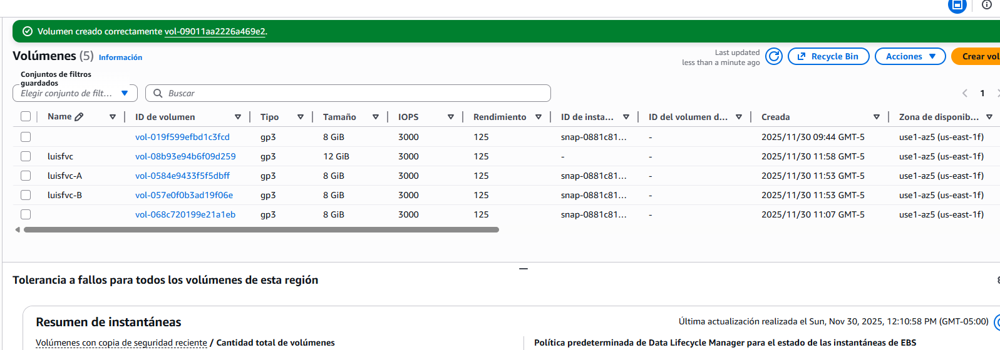 Volumen creado correctamente vol-09011aa2226a469e2.
Volúmenes (5) Información
Last updated
less than a minute ago
Recycle Bin
Acciones
Crear vol
Conjuntos de filtros
guardados
Elegir conjunto de filt...
Buscar
1
Name ID de volumen Tipo Tamaño IOPS Rendimiento ID de insta... ID del volumen d... Creada Zona de disponib...
vol-019f599efbd1c3fcd gp3 8 GiB 3000 125 snap-0881c81... - 2025/11/30 09:44 GMT-5 use1-az5 (us-east-1f)
luisfvc vol-08b93e94b6f09d259 gp3 12 GiB 3000 125 - - 2025/11/30 11:58 GMT-5 use1-az5 (us-east-1f)
luisfvc-A vol-0584e9433f5f5dbff gp3 8 GiB 3000 125 snap-0881c81... - 2025/11/30 11:53 GMT-5 use1-az5 (us-east-1f)
luisfvc-B vol-057e0f0b3ad19f06e gp3 8 GiB 3000 125 snap-0881c81... - 2025/11/30 11:53 GMT-5 use1-az5 (us-east-1f)
vol-068c720199e21a1eb gp3 8 GiB 3000 125 snap-0881c81... - 2025/11/30 11:07 GMT-5 use1-az5 (us-east-1f)
Tolerancia a fallos para todos los volúmenes de esta región
Resumen de instantáneas
Última actualización realizada el Sun, Nov 30, 2025, 12:10:58 PM (GMT-05:00)
Volúmenes con copia de seguridad reciente / Cantidad total de volúmenes
Política predeterminada de Data Lifecycle Manager para el estado de las instantáneas de EBS